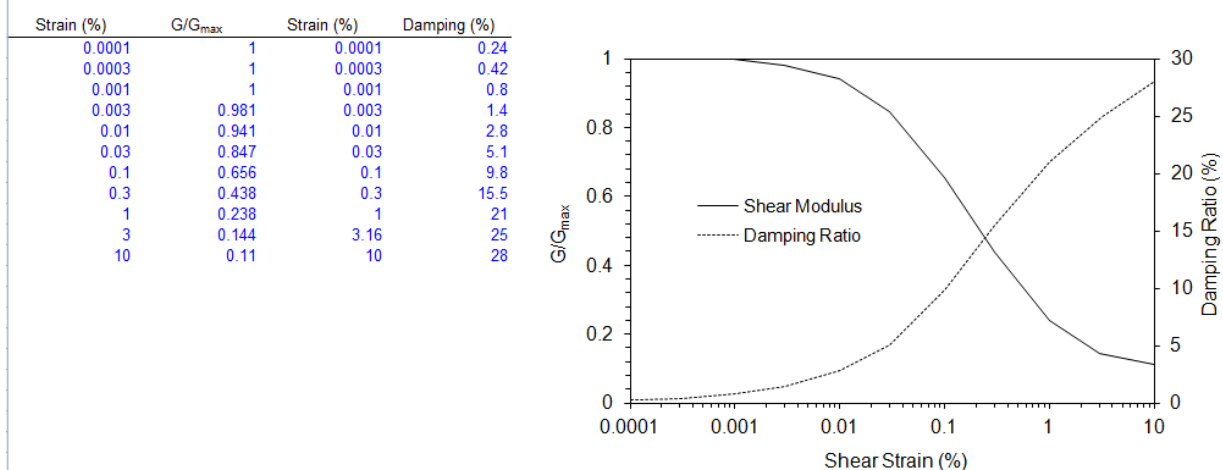 Strain (%) G/Gmax Strain (%) Damping (%)
0.0001 1 0.0001 0.24
0.0003 1 0.0003 0.42
0.001 1 0.001 0.8
0.003 0.981 0.003 1.4
0.01 0.941 0.01 2.8
0.03 0.847 0.03 5.1
0.1 0.656 0.1 9.8
0.3 0.438 0.3 15.5
1 0.238 1 21
3 0.144 3.16 25
10 0.11 10 28
G/Gmax
1
0.8
0.6
0.4
0.2
0
Shear Modulus
Damping Ratio
30
25
20
15
10
5
0
Damping Ratio (%)
0.0001 0.001 0.01 0.1 1 10
Shear Strain (%)